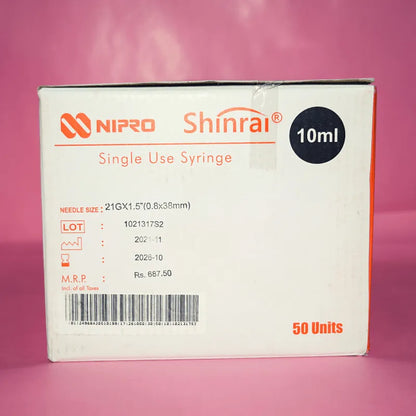 NIPRO Shinrai® 10ml
Single Use Syringe
NEEDLE SIZE : 21GX1.5"(0.8x38mm)
LOT : 1021317S2
: 2021-11
: 2026-10
M.R.P. : Rs. 687.50
Incl. of all Taxes
50 Units